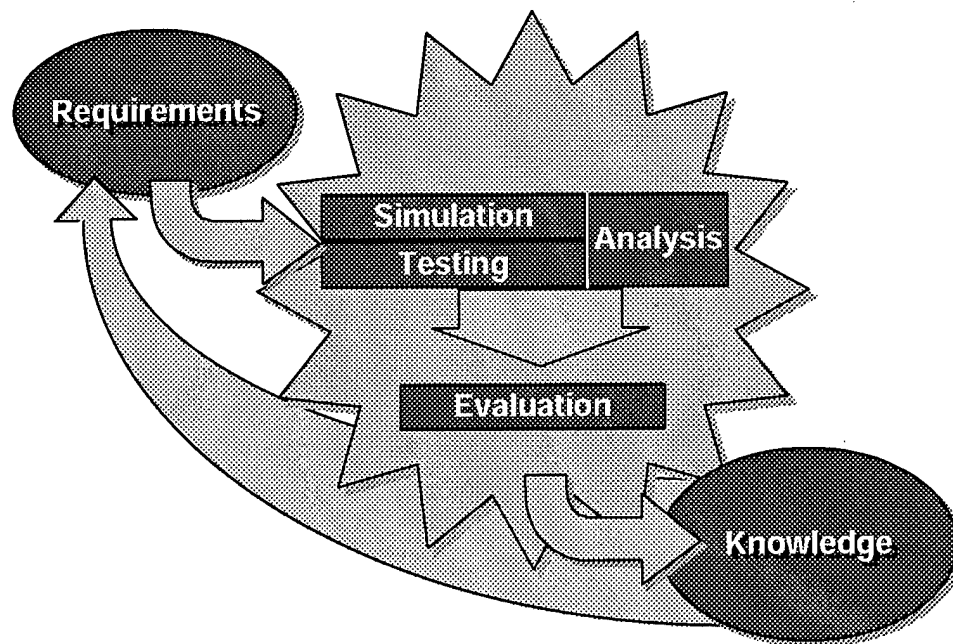 Requirements
Simulation
Testing
Analysis
Evaluation
Knowledge